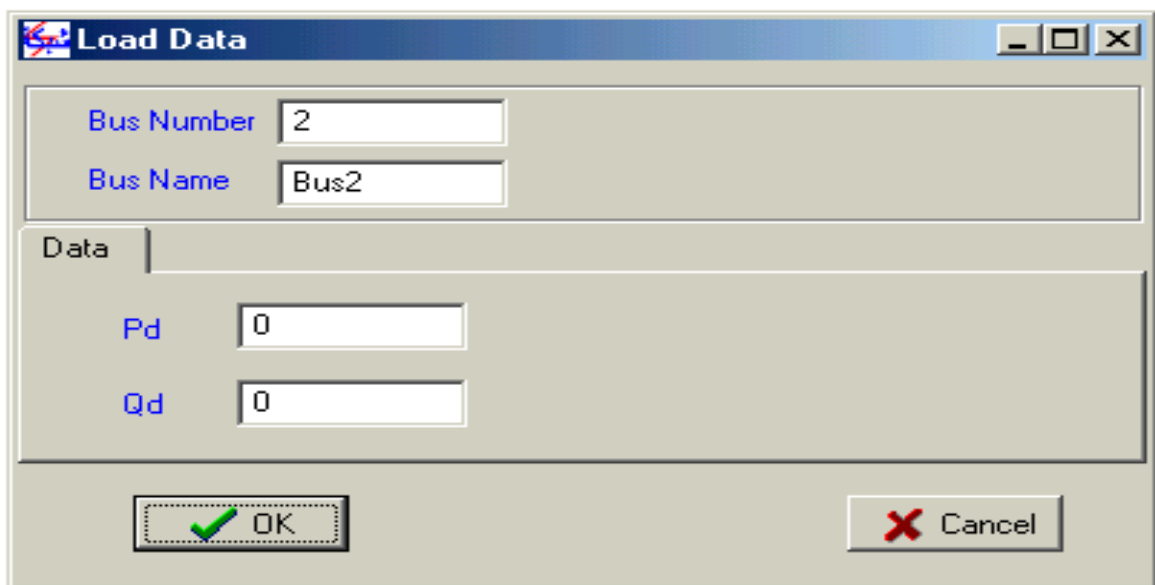 Load Data
Bus Number 2
Bus Name Bus2
Data
Pd 0
Qd 0
OK Cancel